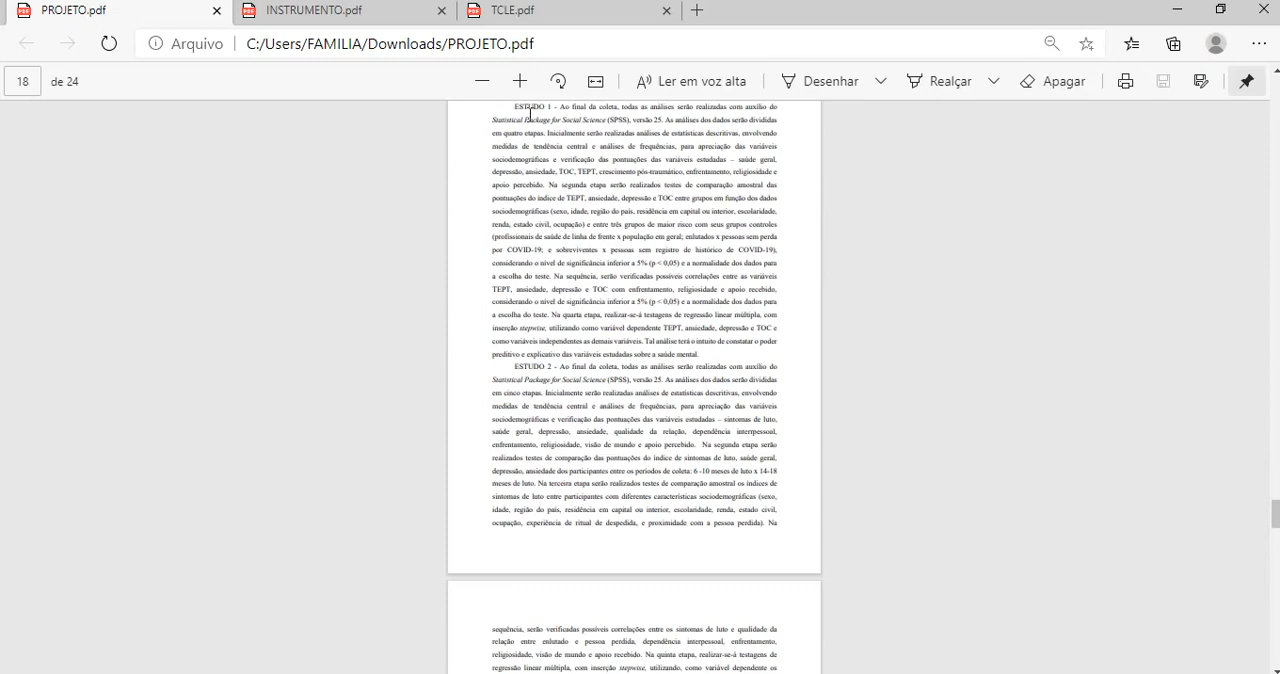 PROJETO.pdf
INSTRUMENTO.pdf
TCLE.pdf
Arquivo
C:/Users/FAMILIA/Downloads/PROJETO.pdf
18 de 24
Ler em voz alta
Desenhar
Realçar
Apagar
ESTUDO 1 - Ao final da coleta, todas as análises serão realizadas com auxílio do
Statistical Package for Social Science (SPSS), versão 25. As análises dos dados serão divididas
em quatro etapas. Inicialmente serão realizadas análises de estatísticas descritivas, envolvendo
medidas de tendência central e análises de frequências, para apreciação das variáveis
sociodemográficas e verificação das pontuações das variáveis estudadas – saúde geral,
depressão, ansiedade, TOC, TEPT, crescimento pós-traumático, enfrentamento, religiosidade e
apoio percebido. Na segunda etapa serão realizados testes de comparação amostral das
pontuações do índice de TEPT, ansiedade, depressão e TOC entre grupos em função dos dados
sociodemográficas (sexo, idade, região do país, residência em capital ou interior, escolaridade,
renda, estado civil, ocupação) e entre três grupos de maior risco com seus grupos controles
(profissionais de saúde de linha de frente x população em geral; enlutados x pessoas sem perda
por COVID-19; e sobreviventes x pessoas sem registro de histórico de COVID-19),
considerando o nível de significância inferior a 5% (p < 0,05) e a normalidade dos dados para
a escolha do teste. Na sequência, serão verificadas possíveis correlações entre as variáveis
TEPT, ansiedade, depressão e TOC com enfrentamento, religiosidade e apoio recebido,
considerando o nível de significância inferior a 5% (p < 0,05) e a normalidade dos dados para
a escolha do teste. Na quarta etapa, realizar-se-á testagens de regressão linear múltipla, com
inserção stepwise, utilizando como variável dependente TEPT, ansiedade, depressão e TOC e
como variáveis independentes as demais variáveis. Tal análise terá o intuito de constatar o poder
preditivo e explicativo das variáveis estudadas sobre a saúde mental.
ESTUDO 2 - Ao final da coleta, todas as análises serão realizadas com auxílio do
Statistical Package for Social Science (SPSS), versão 25. As análises dos dados serão divididas
em cinco etapas. Inicialmente serão realizadas análises de estatísticas descritivas, envolvendo
medidas de tendência central e análises de frequências, para apreciação das variáveis
sociodemográficas e verificação das pontuações das variáveis estudadas – sintomas de luto,
saúde geral, depressão, ansiedade, qualidade da relação, dependência interrpessoal,
enfrentamento, religiosidade, visão de mundo e apoio percebido. Na segunda etapa serão
realizados testes de comparação das pontuações do índice de sintomas de luto, saúde geral,
depressão, ansiedade dos participantes entre os períodos de coleta: 6 -10 meses de luto x 14-18
meses de luto. Na terceira etapa serão realizados testes de comparação amostral os índices de
sintomas de luto entre participantes com diferentes características sociodemográficas (sexo,
idade, região do país, residência em capital ou interior, escolaridade, renda, estado civil,
ocupação, experiência de ritual de despedida, e proximidade com a pessoa perdida). Na
sequência, serão verificadas possíveis correlações entre os sintomas de luto e qualidade da
relação entre enlutado e pessoa perdida, dependência interpessoal, enfrentamento,
religiosidade, visão de mundo e apoio recebido. Na quinta etapa, realizar-se-á testagens de
regressão linear múltipla, com inserção stepwise, utilizando, como variável dependente os